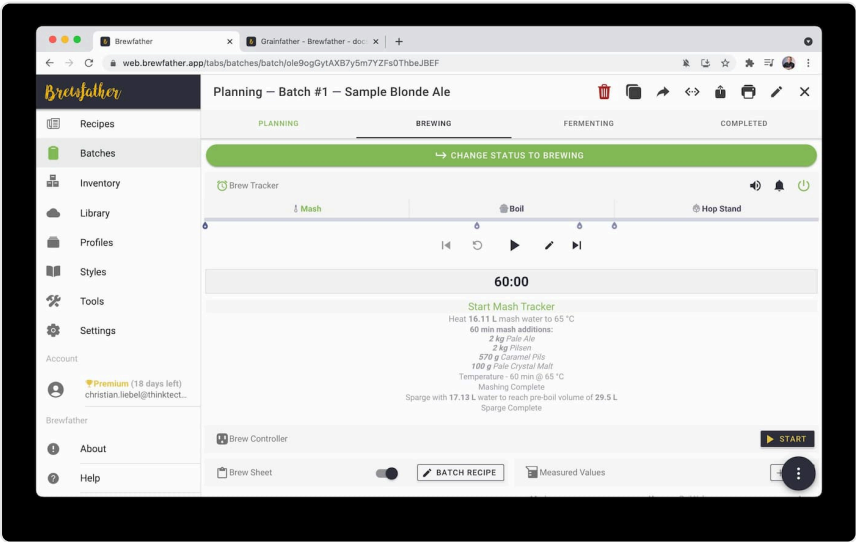 Brewfather
Grainfather - Brewfather - doc
web.brewfather.app/tabs/batches/batch/ole9ogGytAXB7y5m7YZFs0ThbeJBEF
Brewfather
Planning — Batch #1 — Sample Blonde Ale
Recipes
Batches
Inventory
Library
Profiles
Styles
Tools
Settings
Account
Premium (18 days left)
christian.liebel@thinktect...
Brewfather
About
Help
PLANNING
BREWING
FERMENTING
COMPLETED
CHANGE STATUS TO BREWING
Brew Tracker
Mash
Boil
Hop Stand
60:00
Start Mash Tracker
Heat 16.11 L mash water to 65 °C
60 min mash additions:
2 kg Pale Ale
2 kg Pilsen
570 g Caramel Pils
100 g Pale Crystal Malt
Temperature - 60 min @ 65 °C
Mashing Complete
Sparge with 17.13 L water to reach pre-boil volume of 29.5 L
Sparge Complete
Brew Controller
START
Brew Sheet
BATCH RECIPE
Measured Values